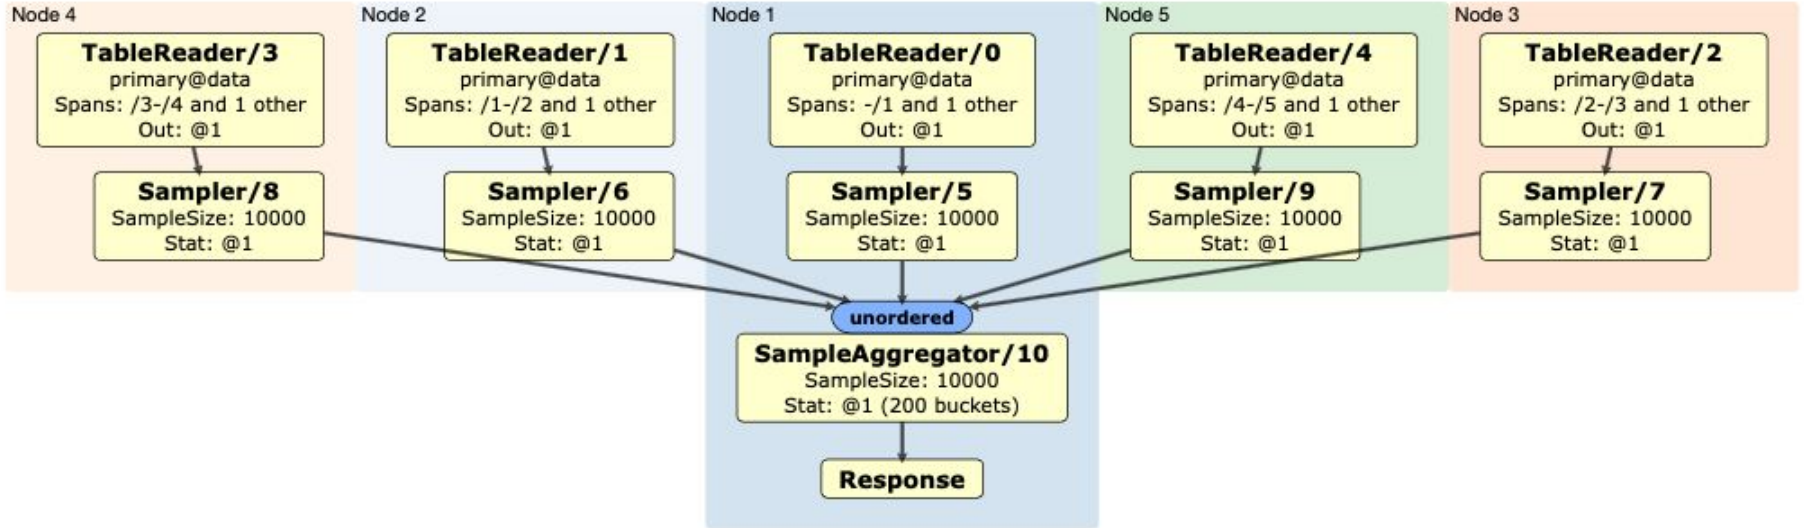 Node 4
TableReader/3
primary@data
Spans: /3-/4 and 1 other
Out: @1
Sampler/8
SampleSize: 10000
Stat: @1
Node 2
TableReader/1
primary@data
Spans: /1-/2 and 1 other
Out: @1
Sampler/6
SampleSize: 10000
Stat: @1
Node 1
TableReader/0
primary@data
Spans: -/1 and 1 other
Out: @1
Sampler/5
SampleSize: 10000
Stat: @1
Node 5
TableReader/4
primary@data
Spans: /4-/5 and 1 other
Out: @1
Sampler/9
SampleSize: 10000
Stat: @1
Node 3
TableReader/2
primary@data
Spans: /2-/3 and 1 other
Out: @1
Sampler/7
SampleSize: 10000
Stat: @1
unordered
SampleAggregator/10
SampleSize: 10000
Stat: @1 (200 buckets)
Response